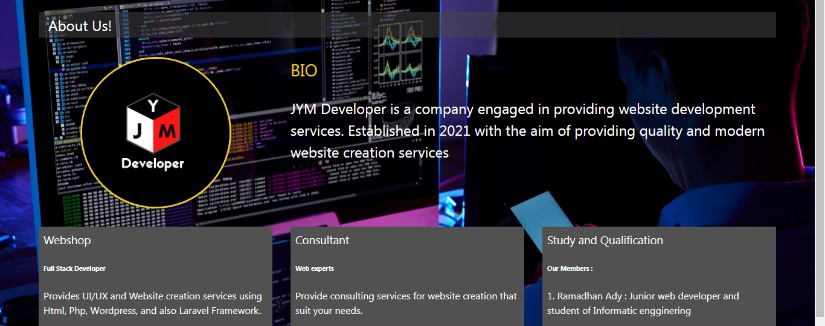 About Us!
BIO
Y
J M
Developer
JYM Developer is a company engaged in providing website development
services. Established in 2021 with the aim of providing quality and modern
website creation services
Webshop
Full Stack Developer
Provides UI/UX and Website creation services using
Html, Php, Wordpress, and also Laravel Framework.
Consultant
Web experts
Provide consulting services for website creation that
suit your needs.
Study and Qualification
Our Members :
1. Ramadhan Ady : Junior web developer and
student of Informatic engginering